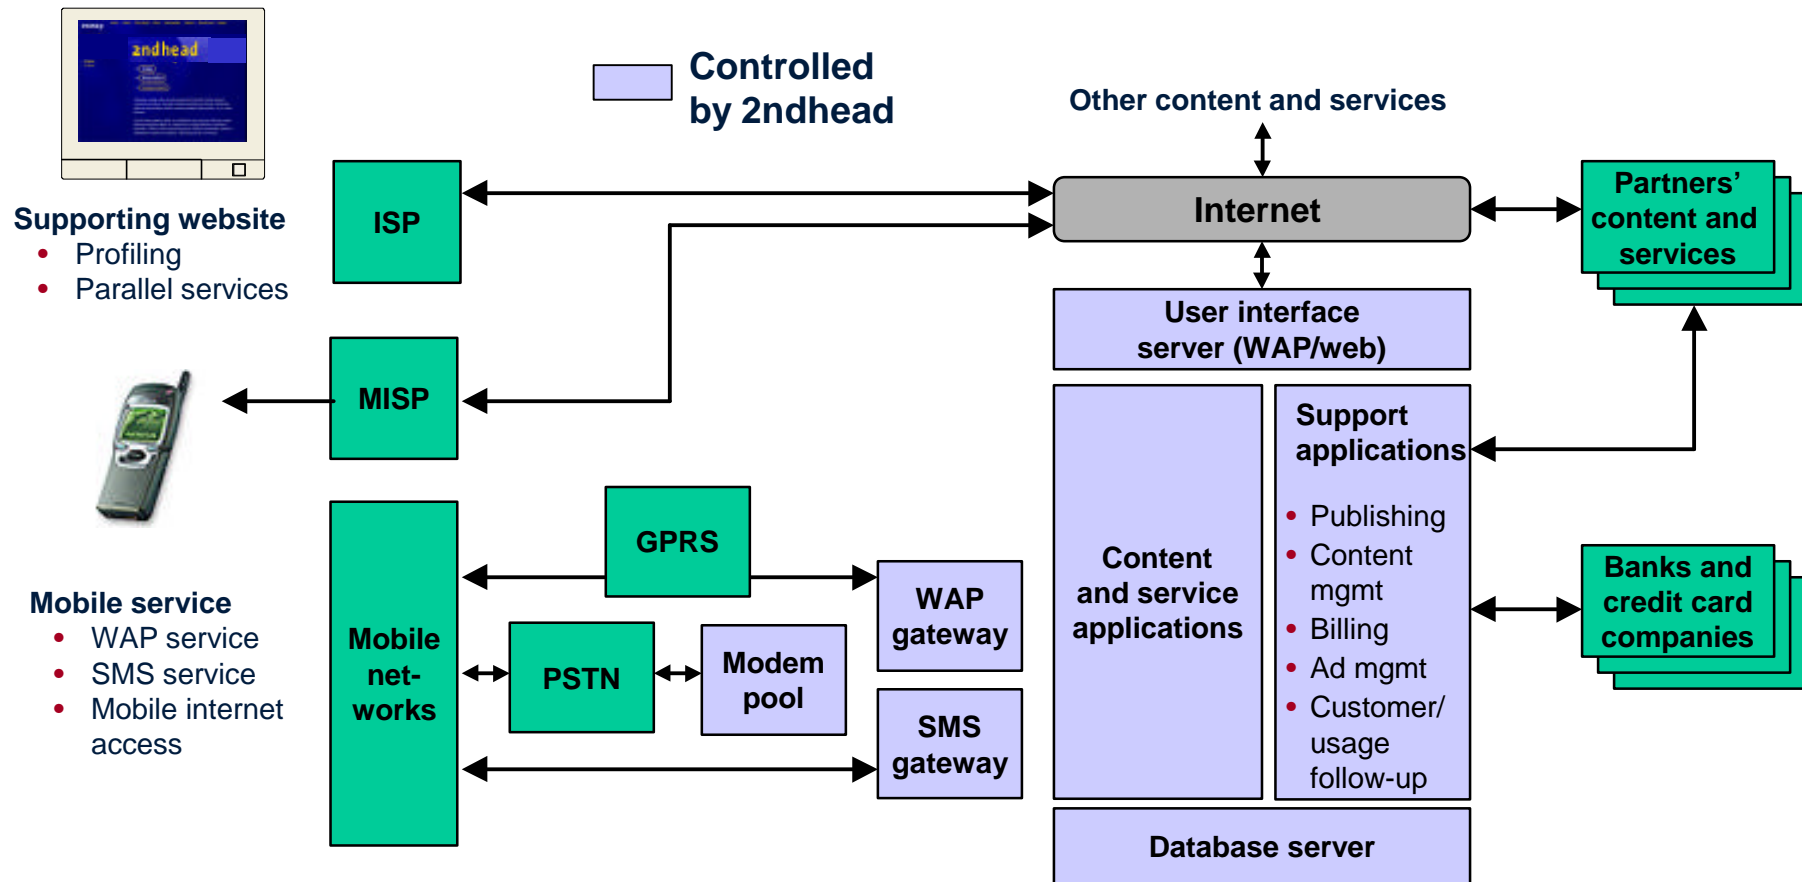 2ndhead
Controlled
by 2ndhead
Other content and services
Supporting website
• Profiling
• Parallel services
ISP
Internet
Partners’
content and
services
User interface
server (WAP/web)
MISP
Support
applications
• Publishing
• Content
mgmt
• Billing
• Ad mgmt
• Customer/
usage
follow-up
Content
and service
applications
GPRS
Mobile service
• WAP service
• SMS service
• Mobile internet
access
Mobile
net-
works
PSTN
Modem
pool
WAP
gateway
SMS
gateway
Banks and
credit card
companies
Database server